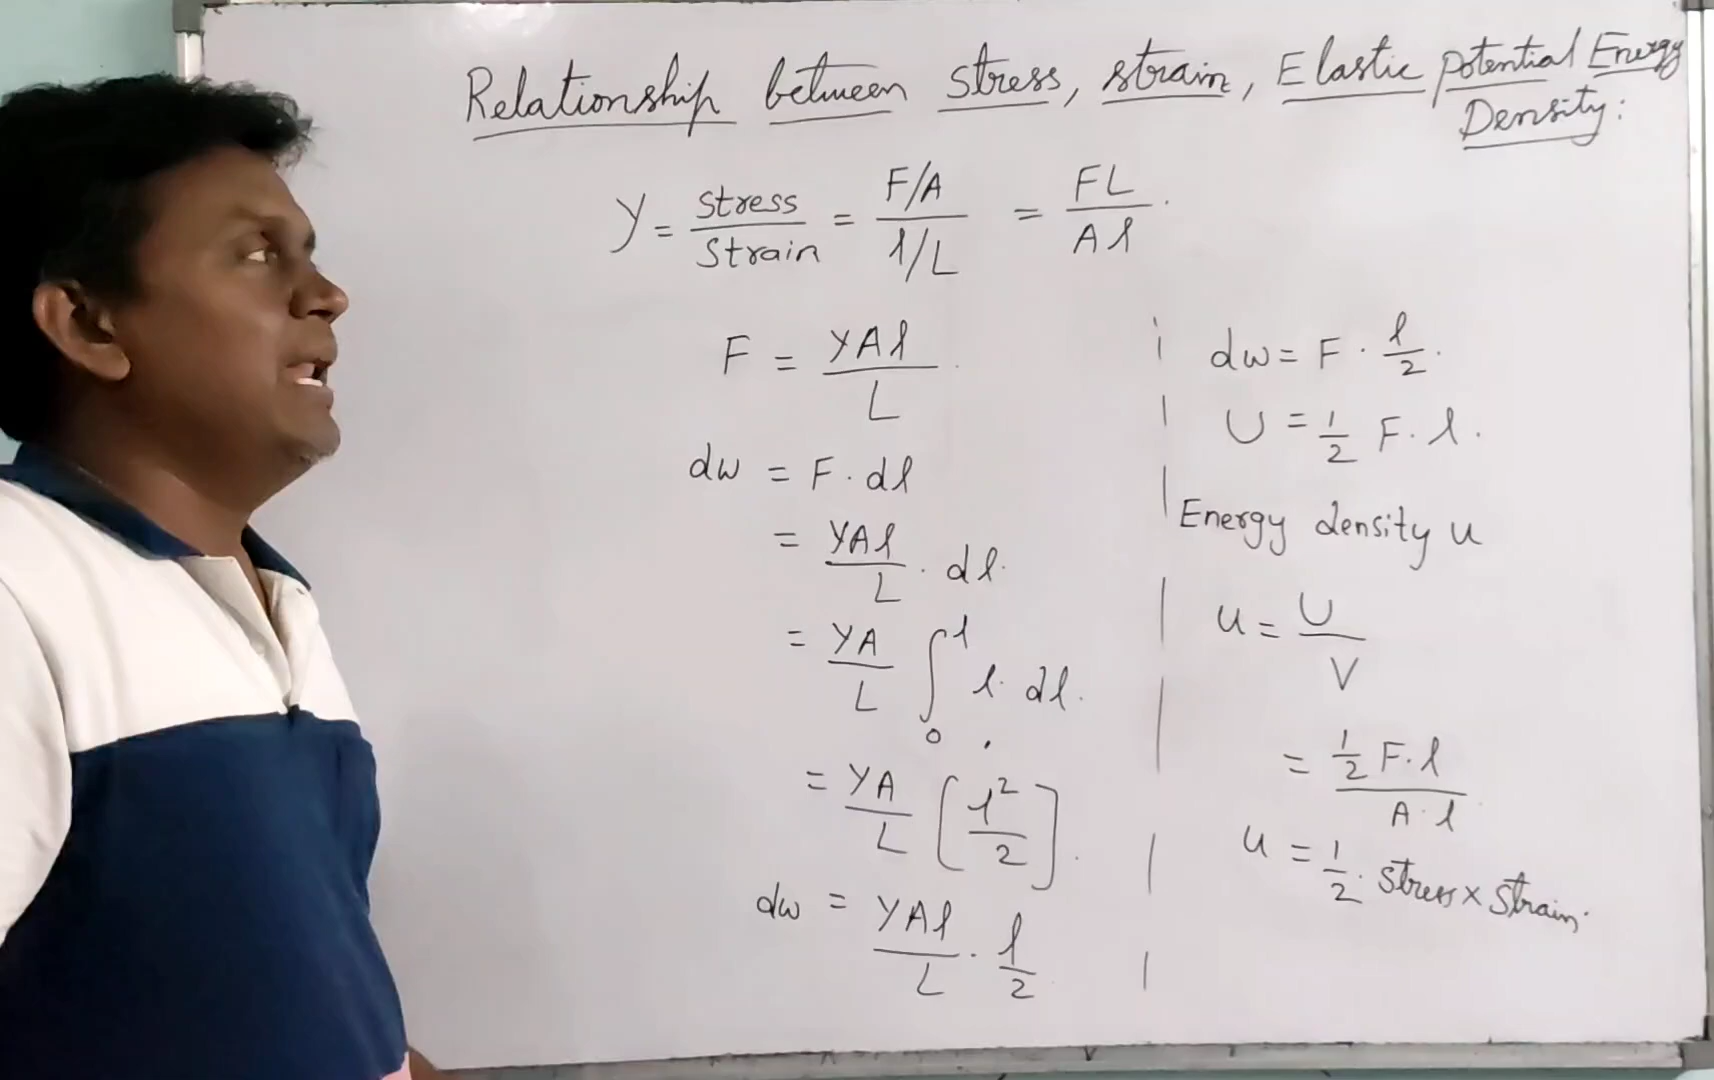 Relationship between stress, strain, Elastic potential Energy
Density:
Y = Stress/Strain = (F/A)/(l/L) = FL/Al.
F = YAl/L
dw = F. dl
= YAl/L . dl.
= YA/L ∫₀ˡ l. dl.
= YA/L [l²/2].
dw = YAl/L . l/2
dw = F. l/2.
U = 1/2 F. l.
Energy density u
u = U/V
= (1/2 F.l)/(A.l)
u = 1/2. Stress x Strain.